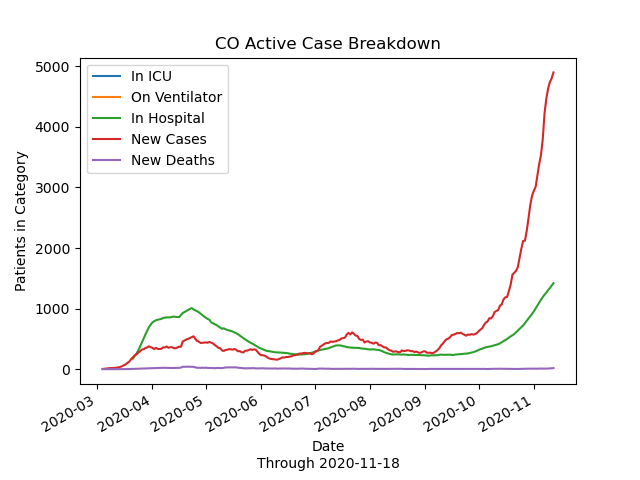 CO Active Case Breakdown
In ICU
On Ventilator
In Hospital
New Cases
New Deaths
Patients in Category
5000
4000
3000
2000
1000
0
2020-03
2020-04
2020-05
2020-06
2020-07
2020-08
2020-09
2020-10
2020-11
Date
Through 2020-11-18